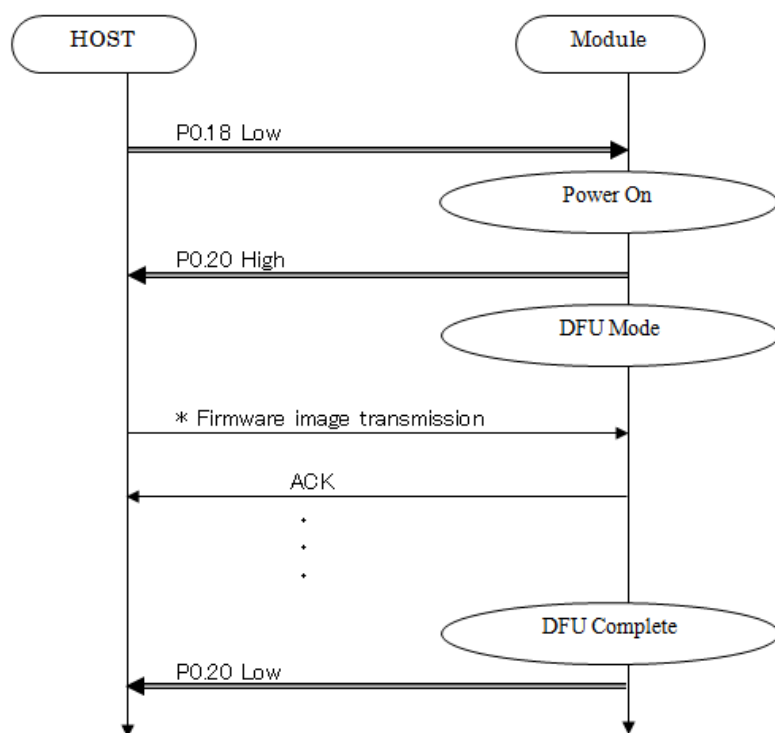 HOST
Module
P0.18 Low
Power On
P0.20 High
DFU Mode
* Firmware image transmission
ACK
DFU Complete
P0.20 Low